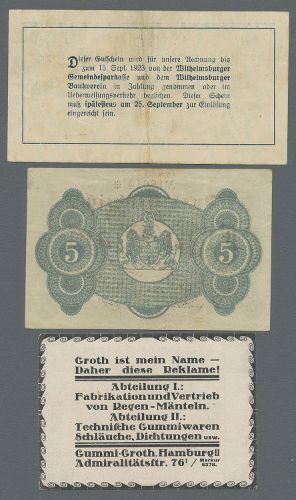 Dieser Gutschein wird für unsere Rechnung bis
zum 15. Sept. 1923 von der Wilhelmsburger
Gemeindesparkasse und dem Wilhelmsburger
Bankverein in Zahlung genommen oder im
Ueberweisungsverkehr beglichen. Dieser Schein
muß spätestens am 25. September zur Einlösung
eingereicht sein.
5 5
Groth ist mein Name —
Daher diese Reklame!
Abteilung I.:
Fabrikation und Vertrieb
von Regen-Mänteln.
Abteilung II.:
Technische Gummiwaren
Schläuche, Dichtungen usw.
Gummi-Groth, Hamburg 11
Admiralitätstr. 76 / Merkur
8278.